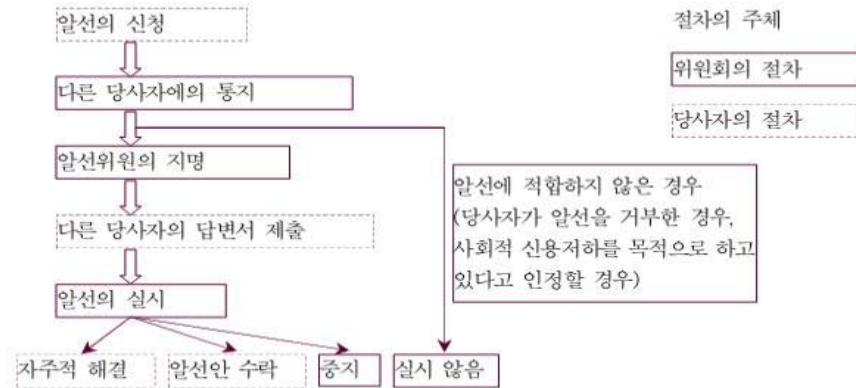 알선의 신청
절차의 주체
위원회의 절차
다른 당사자에의 통지
당사자의 절차
알선위원의 지명
알선에 적합하지 않은 경우
(당사자가 알선을 거부한 경우,
사회적 신용저하를 목적으로 하고
있다고 인정할 경우)
다른 당사자의 답변서 제출
알선의 실시
자주적 해결
알선안 수락
중지
실시 않음